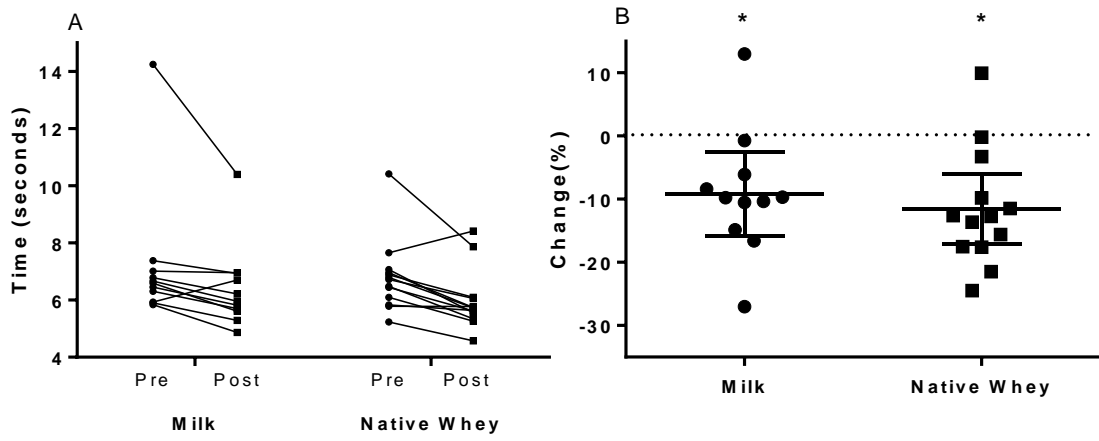 A
Time (seconds)
14
12
10
8
6
4
Pre Post Pre Post
Milk Native Whey
B
* *
Change(%)
10
0
-10
-20
-30
Milk Native Whey